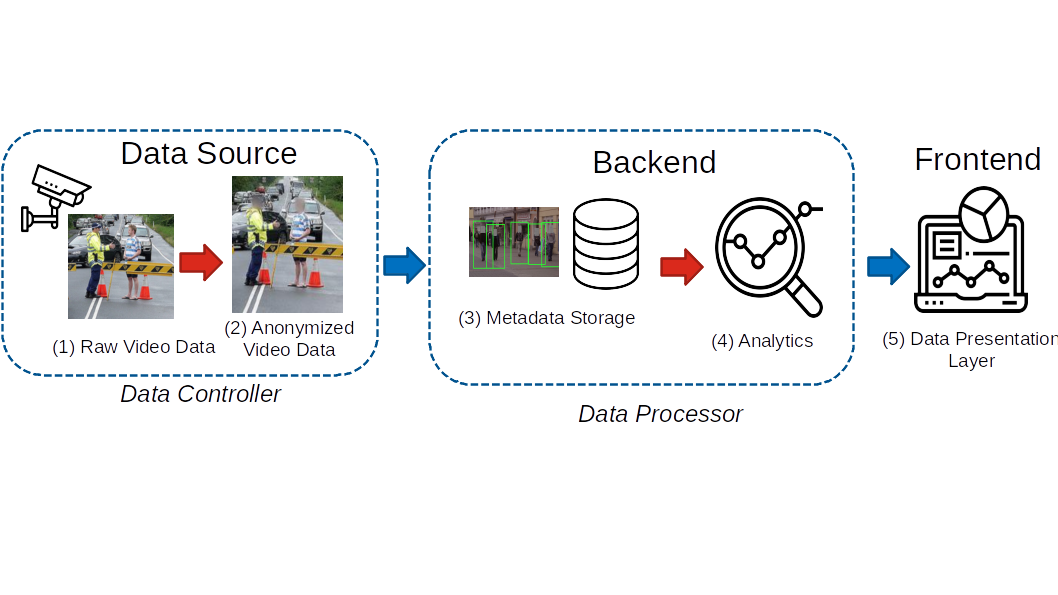 Data Source
(1) Raw Video Data
(2) Anonymized
Video Data
Data Controller
Backend
(3) Metadata Storage
(4) Analytics
Data Processor
Frontend
(5) Data Presentation
Layer